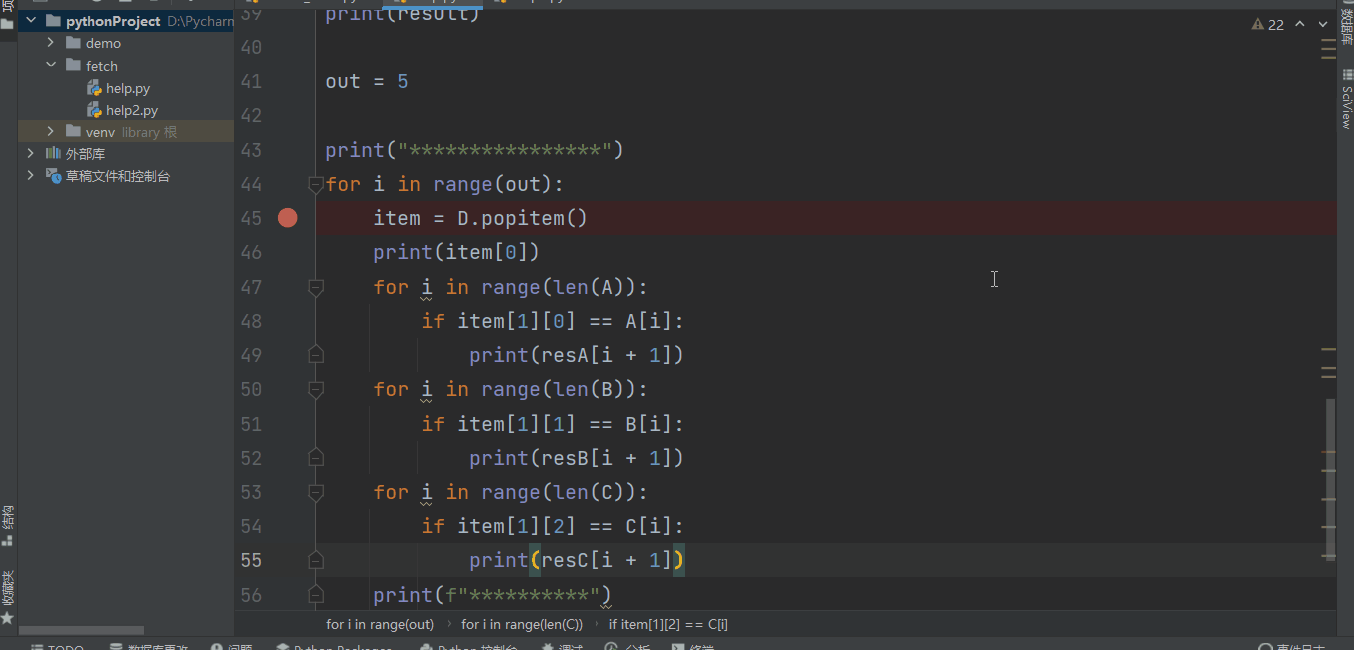 pythonProject D:\Pycharn
demo
fetch
help.py
help2.py
venv library 根
外部库
草稿文件和控制台
结构
收藏夹
数据库
SciView
22
39 print(result)
40
41 out = 5
42
43 print("****************")
44 for i in range(out):
45 item = D.popitem()
46 print(item[0])
47 for i in range(len(A)):
48 if item[1][0] == A[i]:
49 print(resA[i + 1])
50 for i in range(len(B)):
51 if item[1][1] == B[i]:
52 print(resB[i + 1])
53 for i in range(len(C)):
54 if item[1][2] == C[i]:
55 print(resC[i + 1])
56 print(f"**********")
for i in range(out) › for i in range(len(C)) › if item[1][2] == C[i]
TODO 数据库更改 问题 Python Packages Python 控制台 调试 分析 终端 事件日志